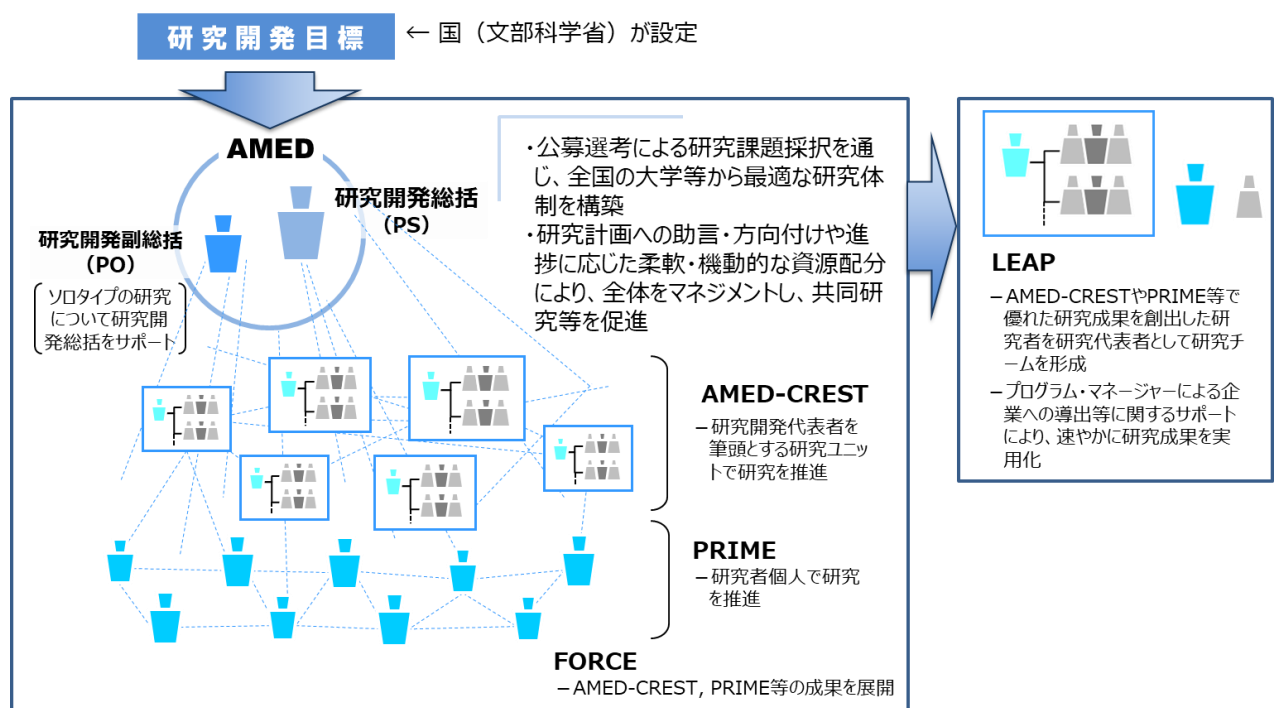 研究開発目標
← 国（文部科学省）が設定
AMED
研究開発総括
（PS）
研究開発副総括
（PO）
ソロタイプの研究
について研究開
発総括をサポート
・公募選考による研究課題採択を通
じ、全国の大学等から最適な研究体
制を構築
・研究計画への助言・方向付けや進
捗に応じた柔軟・機動的な資源配分
により、全体をマネジメントし、共同研
究等を促進
AMED-CREST
－研究開発代表者を
筆頭とする研究ユニッ
トで研究を推進
PRIME
－研究者個人で研究
を推進
FORCE
－AMED-CREST, PRIME等の成果を展開
LEAP
－AMED-CRESTやPRIME等で
優れた研究成果を創出した研
究者を研究代表者として研究チ
ームを形成
－プログラム・マネージャーによる企
業への導出等に関するサポート
により、速やかに研究成果を実
用化